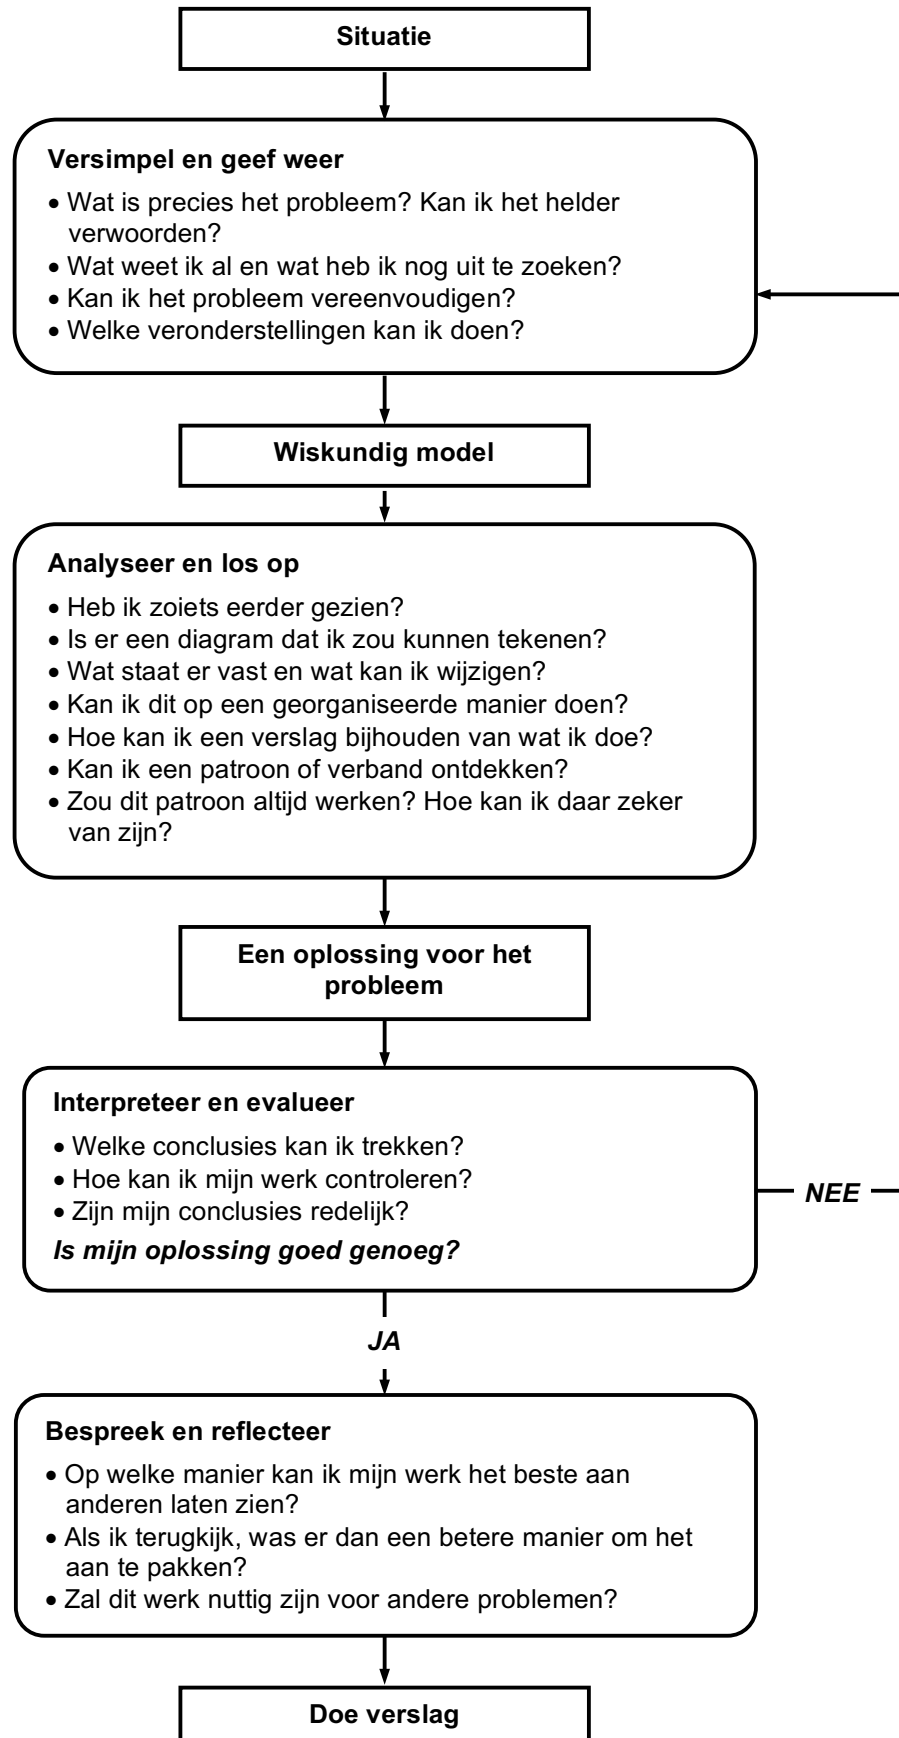 Situatie
Versimpel en geef weer
• Wat is precies het probleem? Kan ik het helder
verwoorden?
• Wat weet ik al en wat heb ik nog uit te zoeken?
• Kan ik het probleem vereenvoudigen?
• Welke veronderstellingen kan ik doen?
Wiskundig model
Analyseer en los op
• Heb ik zoiets eerder gezien?
• Is er een diagram dat ik zou kunnen tekenen?
• Wat staat er vast en wat kan ik wijzigen?
• Kan ik dit op een georganiseerde manier doen?
• Hoe kan ik een verslag bijhouden van wat ik doe?
• Kan ik een patroon of verband ontdekken?
• Zou dit patroon altijd werken? Hoe kan ik daar zeker
van zijn?
Een oplossing voor het
probleem
Interpreteer en evalueer
• Welke conclusies kan ik trekken?
• Hoe kan ik mijn werk controleren?
• Zijn mijn conclusies redelijk?
Is mijn oplossing goed genoeg?
NEE
JA
Bespreek en reflecteer
• Op welke manier kan ik mijn werk het beste aan
anderen laten zien?
• Als ik terugkijk, was er dan een betere manier om het
aan te pakken?
• Zal dit werk nuttig zijn voor andere problemen?
Doe verslag